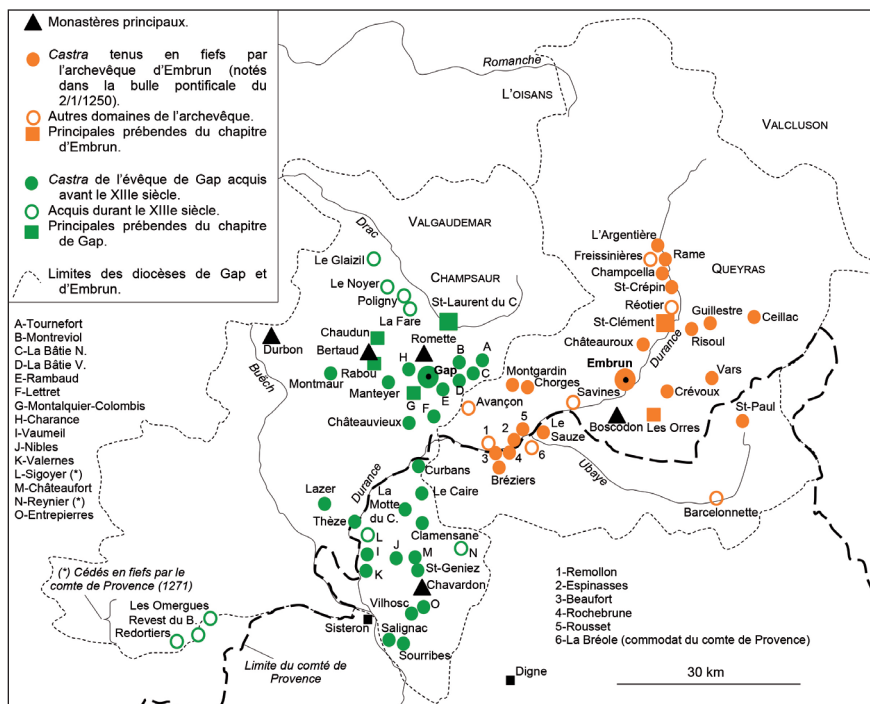 Monastères principaux.
Castra tenus en fiefs par
l'archevêque d'Embrun (notés
dans la bulle pontificale du
2/1/1250).
Autres domaines de l'archevêque.
Principales prébendes du chapitre
d'Embrun.
Castra de l'évêque de Gap acquis
avant le XIIIe siècle.
Acquis durant le XIIIe siècle.
Principales prébendes du chapitre
de Gap.
Limites des diocèses de Gap et
d'Embrun.
A-Tournefort
B-Montreviol
C-La Bâtie N.
D-La Bâtie V.
E-Rambaud
F-Lettret
G-Montalquier-Colombis
H-Charance
I-Vaumeil
J-Nibles
K-Valernes
L-Sigoyer (*)
M-Châteaufort
N-Reynier (*)
O-Entrepierres
(*) Cédés en fiefs par le
comte de Provence (1271)
Les Omergues
Revest du B.
Redortiers
Limite du comté de
Provence
Romanche
L'OISANS
VALCLUSON
VALGAUDEMAR
Drac
Le Glaizil
CHAMPSAUR
Le Noyer
Poligny
St-Laurent du C.
La Fare
Chaudun
Romette
Durbon
Bertaud
Buëch
Rabou
H
Gap
B
A
C
D
E
Montmaur
Manteyer
G
F
Châteauvieux
L'Argentière
Freissinières
Rame
Champcella
QUEYRAS
St-Crépin
Réotier
Guillestre
Ceillac
St-Clément
Risoul
Châteauroux
Durance
Embrun
Vars
Crévoux
St-Paul
Montgardin
Chorges
Savines
Avançon
Boscodon
Les Orres
5
Le
Sauze
1
2
6
3
4
Bréziers
Ubaye
Barcelonnette
Curbans
Durance
La
Motte
du C.
Le Caire
Lazer
Thèze
Clamensane
L
N
I
J
M
St-Geniez
K
Chavardon
Vilhosc
O
Sisteron
Salignac
Sourribes
Digne
1-Remollon
2-Espinasses
3-Beaufort
4-Rochebrune
5-Rousset
6-La Bréole (commodat du comte de Provence)
30 km